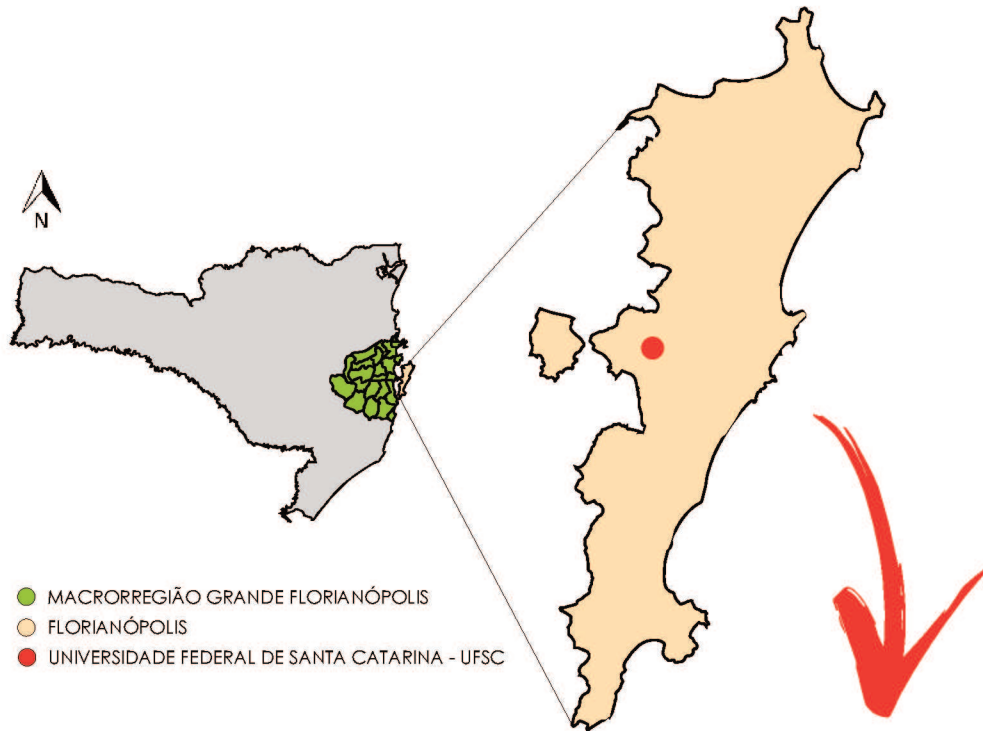 N
MACRORREGIÃO GRANDE FLORIANÓPOLIS
FLORIANÓPOLIS
UNIVERSIDADE FEDERAL DE SANTA CATARINA - UFSC